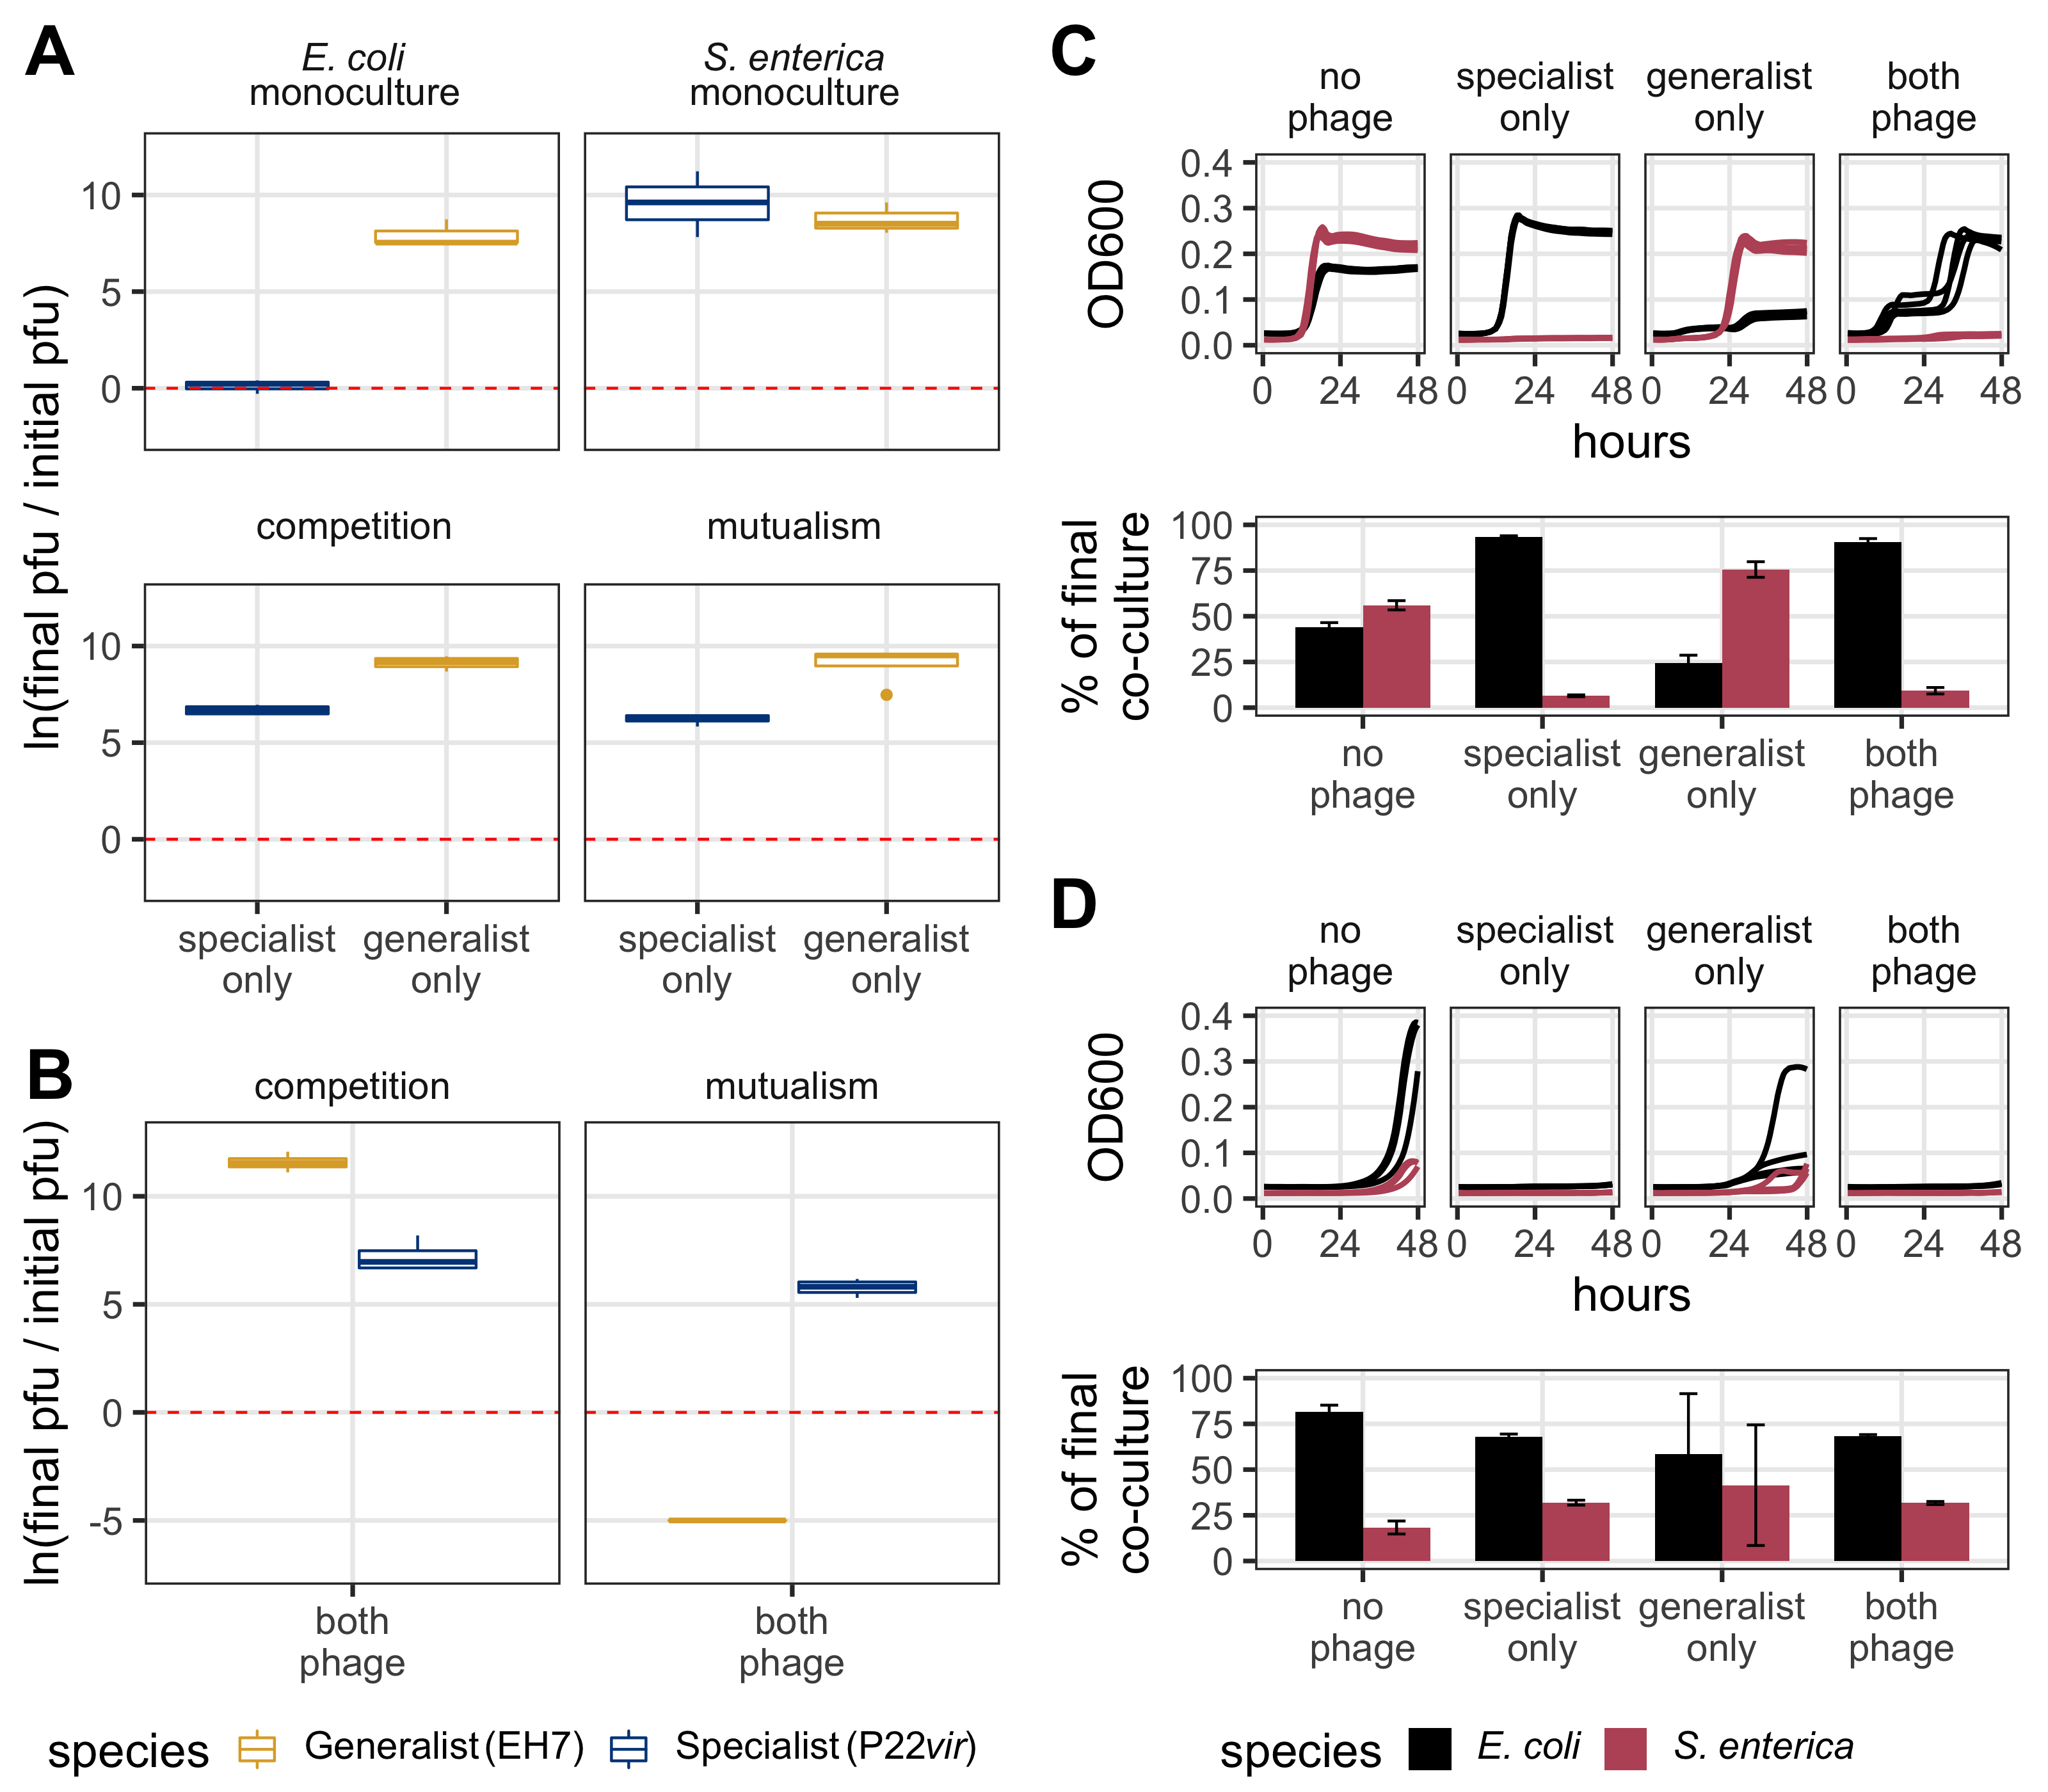 A
E. coli
monoculture
S. enterica
monoculture
10
5
0
competition
mutualism
10
5
0
ln(final pfu / initial pfu)
specialist
only
generalist
only
specialist
only
generalist
only
B
competition
mutualism
10
5
0
-5
ln(final pfu / initial pfu)
both
phage
both
phage
species
Generalist (EH7)
Specialist (P22vir)
C
no
phage
specialist
only
generalist
only
both
phage
OD600
0.4
0.3
0.2
0.1
0.0
0 24 48 0 24 48 0 24 48 0 24 48
hours
% of final
co-culture
100
75
50
25
0
no
phage
specialist
only
generalist
only
both
phage
D
no
phage
specialist
only
generalist
only
both
phage
OD600
0.4
0.3
0.2
0.1
0.0
0 24 48 0 24 48 0 24 48 0 24 48
hours
% of final
co-culture
100
75
50
25
0
no
phage
specialist
only
generalist
only
both
phage
species
E. coli
S. enterica